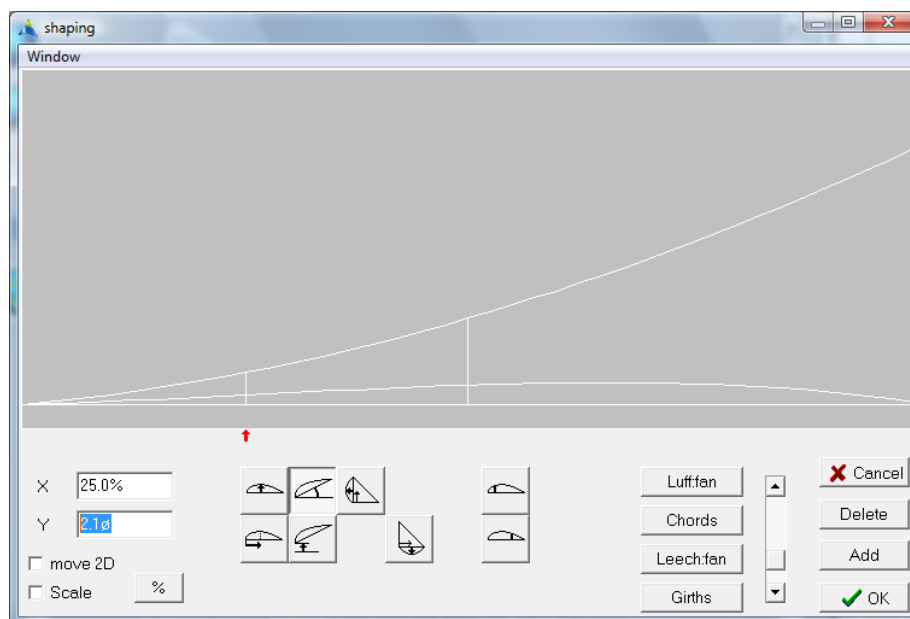 shaping
Window
X 25.0%
Y 2.1ø
move 2D
Scale %
Luff:fan
Chords
Leech:fan
Girths
Cancel
Delete
Add
OK